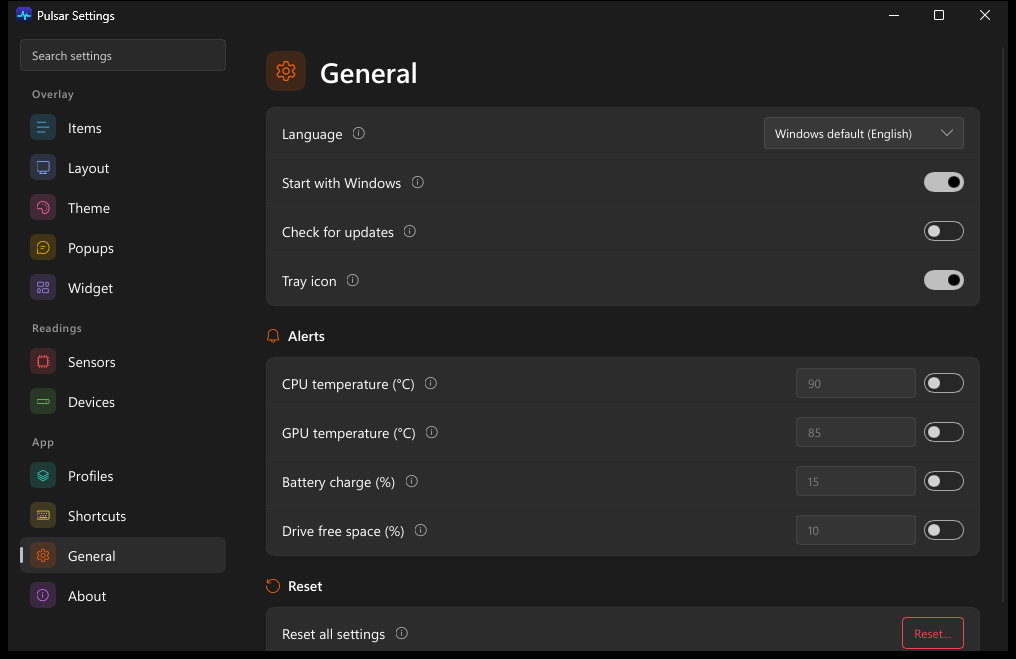 Pulsar Settings
Search settings
Overlay
Items
Layout
Theme
Popups
Widget
Readings
Sensors
Devices
App
Profiles
Shortcuts
General
About
General
Language
Windows default (English)
Start with Windows
Check for updates
Tray icon
Alerts
CPU temperature (°C)
90
GPU temperature (°C)
85
Battery charge (%)
15
Drive free space (%)
10
Reset
Reset all settings
Reset...